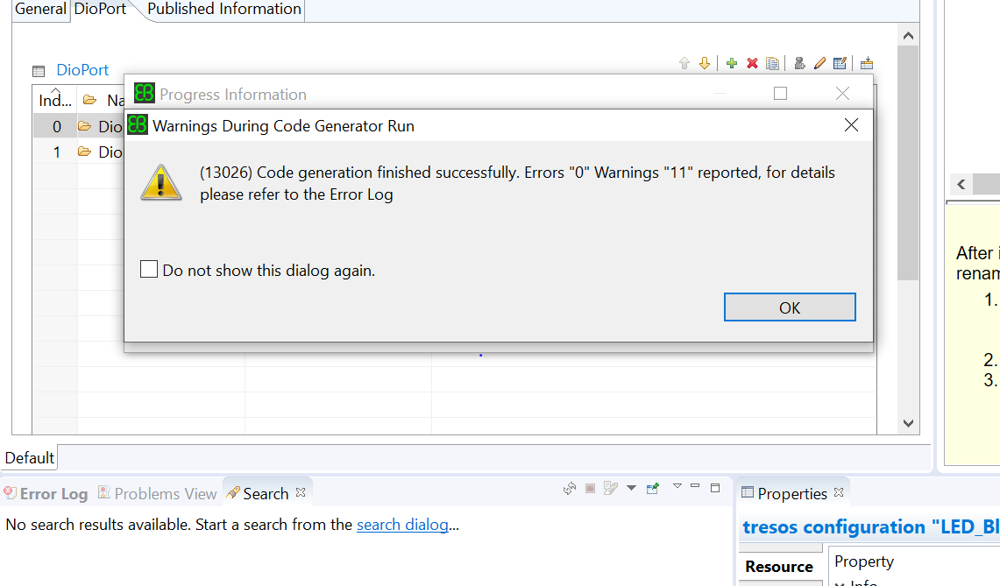 General DioPort Published Information
DioPort
Ind... Na
Progress Information
0 Dio
Warnings During Code Generator Run
1 Dio
(13026) Code generation finished successfully. Errors "0" Warnings "11" reported, for details
please refer to the Error Log
Do not show this dialog again.
OK
After i
renam
1.
2.
3.
Default
Error Log Problems View Search
No search results available. Start a search from the search dialog...
Properties
tresos configuration "LED_Bl
Resource
Property
Info